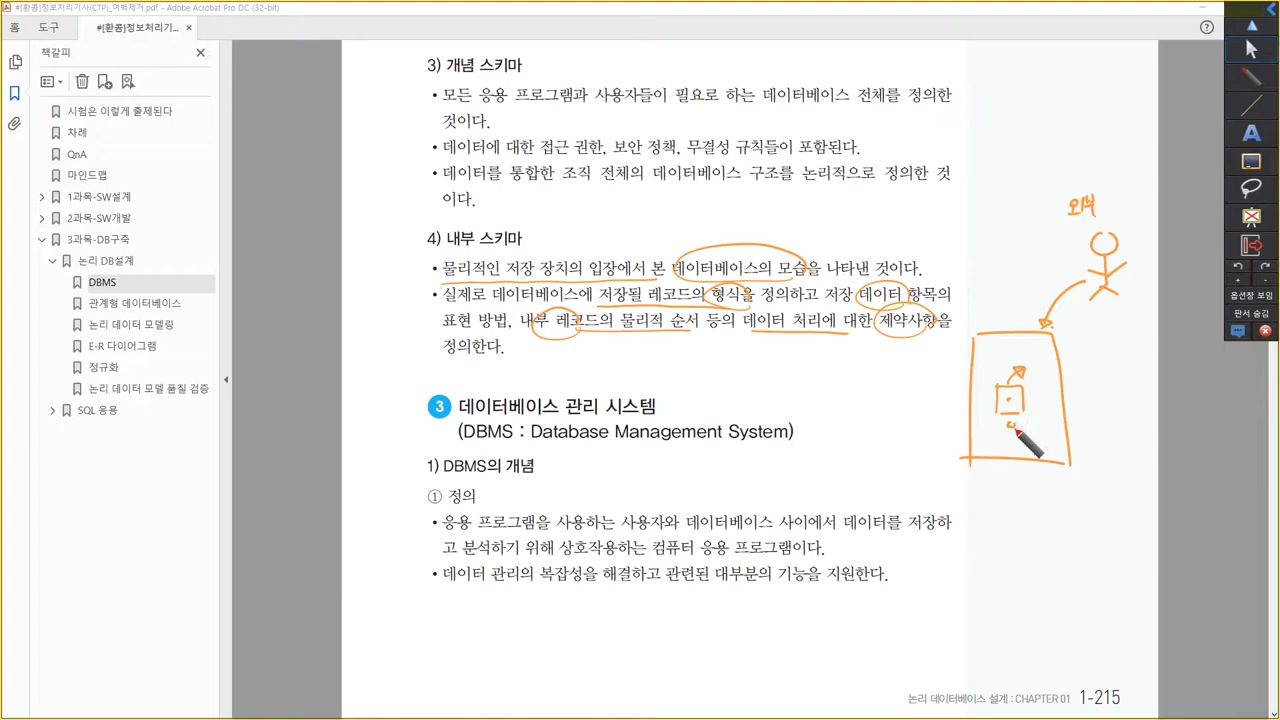 #[환콤]정보처리기사(CTP)_여백제거.pdf - Adobe Acrobat Pro DC (32-bit)
홈 도구 #[환콤]정보처리기...
책갈피
시험은 이렇게 출제된다
차례
QnA
마인드맵
1과목-SW설계
2과목-SW개발
3과목-DB구축
논리 DB설계
DBMS
관계형 데이터베이스
논리 데이터 모델링
E-R 다이어그램
정규화
논리 데이터 모델 품질 검증
SQL 응용
3) 개념 스키마
• 모든 응용 프로그램과 사용자들이 필요로 하는 데이터베이스 전체를 정의한
것이다.
• 데이터에 대한 접근 권한, 보안 정책, 무결성 규칙들이 포함된다.
• 데이터를 통합한 조직 전체의 데이터베이스 구조를 논리적으로 정의한 것
이다.
4) 내부 스키마
• 물리적인 저장 장치의 입장에서 본 데이터베이스의 모습을 나타낸 것이다.
• 실제로 데이터베이스에 저장될 레코드의 형식을 정의하고 저장 데이터 항목의
표현 방법, 내부 레코드의 물리적 순서 등의 데이터 처리에 대한 제약사항을
정의한다.
3 데이터베이스 관리 시스템
(DBMS : Database Management System)
1) DBMS의 개념
① 정의
• 응용 프로그램을 사용하는 사용자와 데이터베이스 사이에서 데이터를 저장하
고 분석하기 위해 상호작용하는 컴퓨터 응용 프로그램이다.
• 데이터 관리의 복잡성을 해결하고 관련된 대부분의 기능을 지원한다.
논리 데이터베이스 설계 : CHAPTER 01 1-215
외부
A
옵션장 보임
판서 숨김